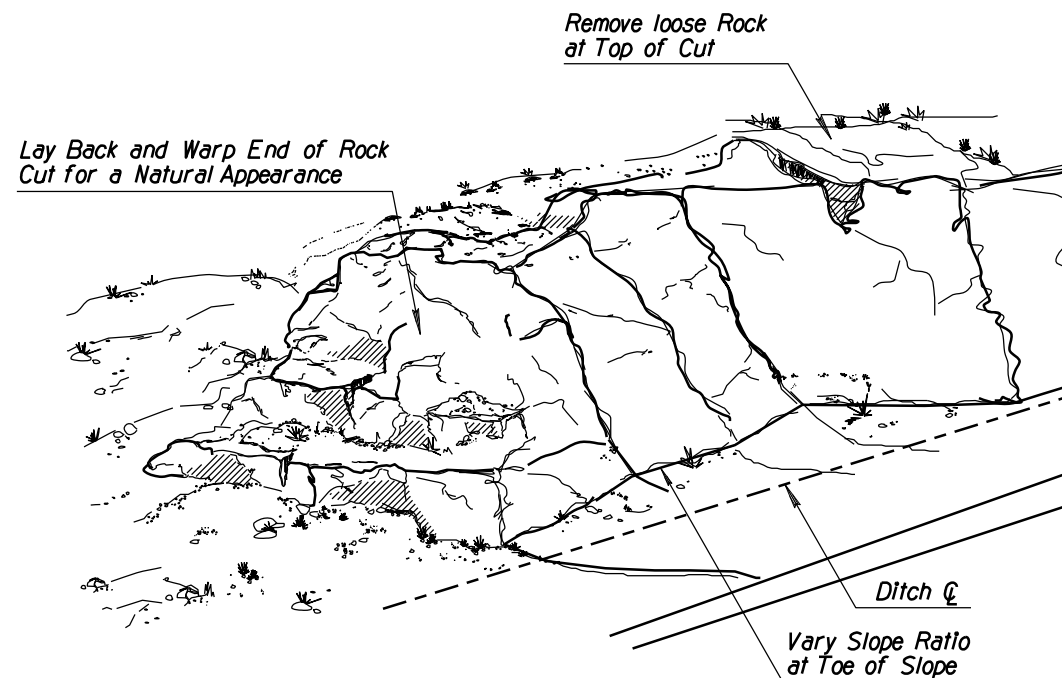 Remove loose Rock
at Top of Cut
Lay Back and Warp End of Rock
Cut for a Natural Appearance
Ditch ℄
Vary Slope Ratio
at Toe of Slope